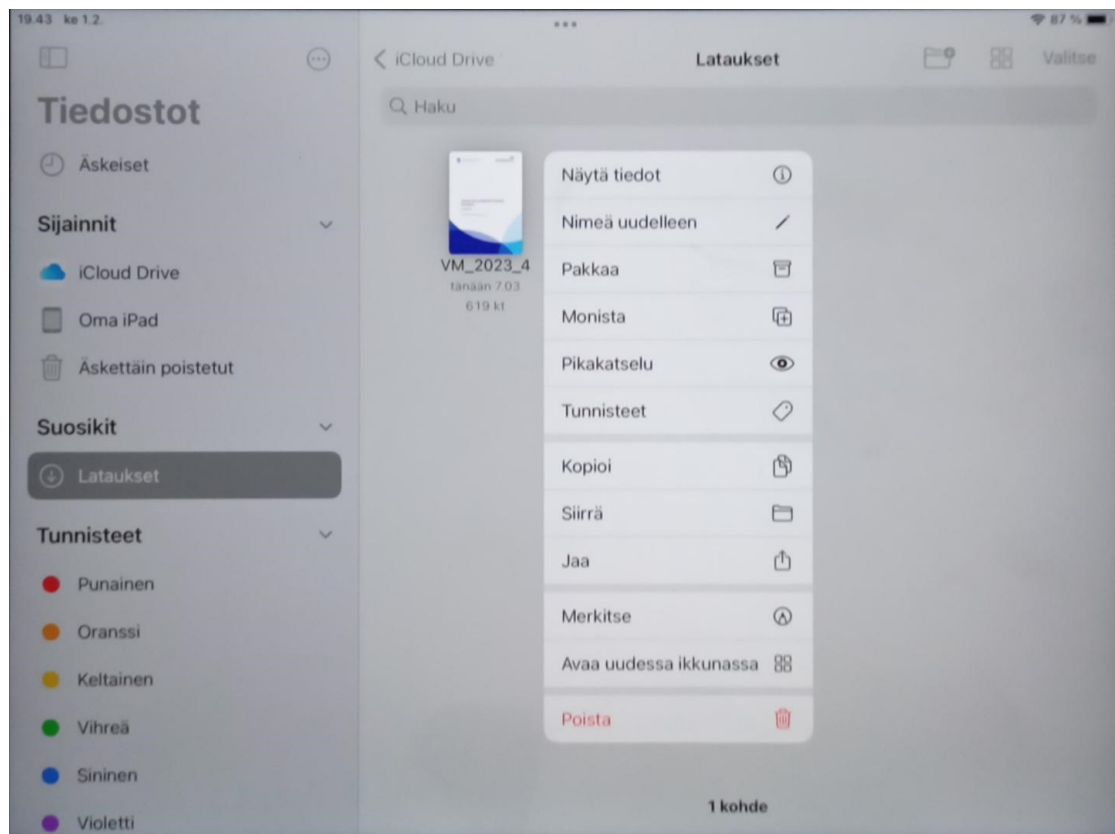 19.43 ke 1.2.
87 %
Tiedostot
Äskeiset
Sijainnit
iCloud Drive
Oma iPad
Äskettäin poistetut
Suosikit
Lataukset
Tunnisteet
Punainen
Oranssi
Keltainen
Vihreä
Sininen
Violetti
iCloud Drive
Lataukset
Valitse
Haku
VM_2023_4
tänään 7.03
619 kt
Näytä tiedot
Nimeä uudelleen
Pakkaa
Monista
Pikakatselu
Tunnisteet
Kopioi
Siirrä
Jaa
Merkitse
Avaa uudessa ikkunassa
Poista
1 kohde